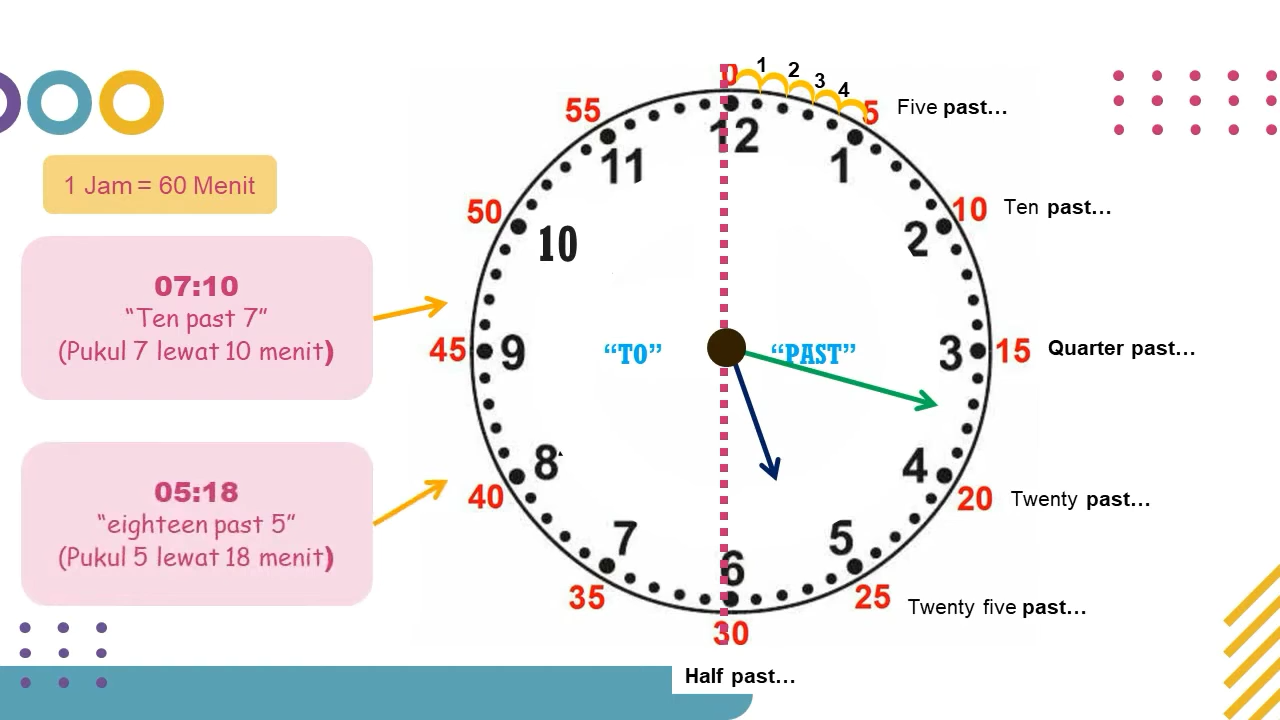 1 Jam = 60 Menit
07:10
“Ten past 7”
(Pukul 7 lewat 10 menit)
05:18
“eighteen past 5”
(Pukul 5 lewat 18 menit)
0 1 2 3 4 5 Five past...
10 Ten past...
15 Quarter past...
20 Twenty past...
25 Twenty five past...
30
Half past...
35
40
45
50
55
12
1
2
3
4
5
6
7
8
9
10
11
“TO” “PAST”